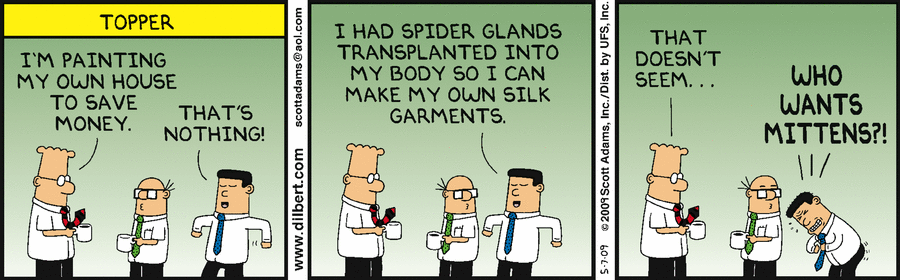 TOPPER
I'M PAINTING
MY OWN HOUSE
TO SAVE
MONEY.
THAT'S
NOTHING!
www.dilbert.com scottadams@aol.com
I HAD SPIDER GLANDS
TRANSPLANTED INTO
MY BODY SO I CAN
MAKE MY OWN SILK
GARMENTS.
5-7-09 ©2009 Scott Adams, Inc./Dist. by UFS, Inc.
THAT
DOESN'T
SEEM...
WHO
WANTS
MITTENS?!